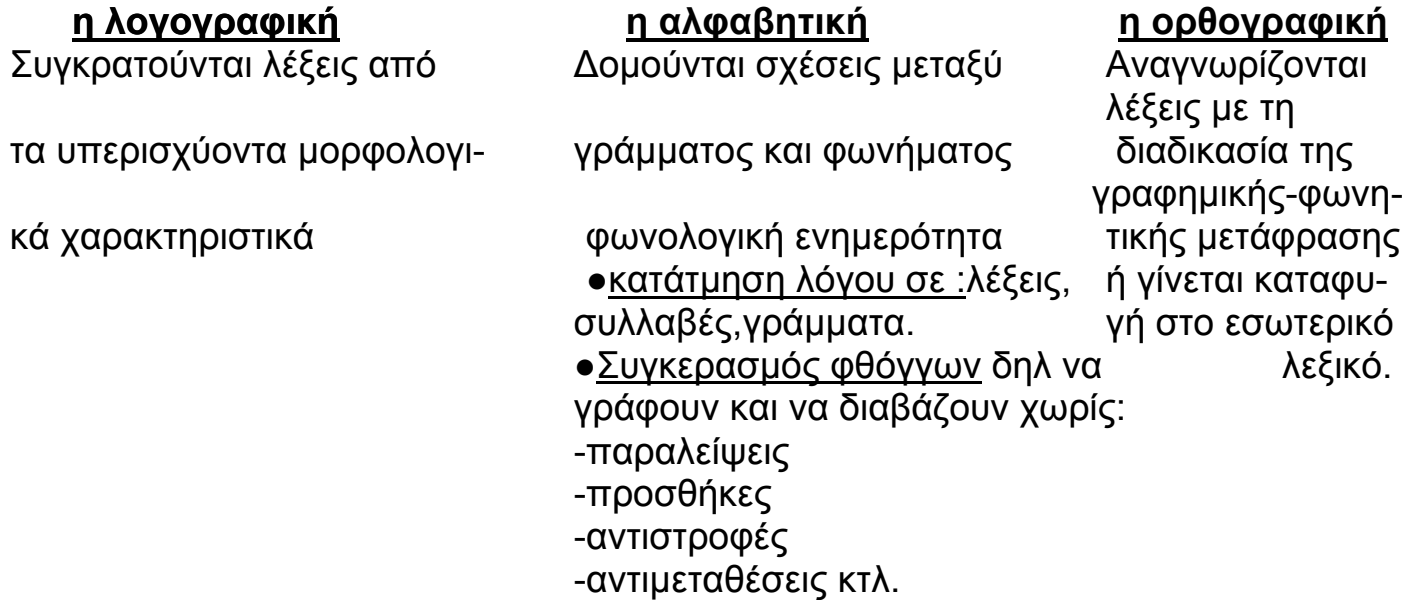 η λογογραφική
Συγκρατούνται λέξεις από
τα υπερισχύοντα μορφολογι-
κά χαρακτηριστικά
η αλφαβητική
Δομούνται σχέσεις μεταξύ
γράμματος και φωνήματος
φωνολογική ενημερότητα
●κατάτμηση λόγου σε :λέξεις,
συλλαβές,γράμματα.
●Συγκερασμός φθόγγων δηλ να
γράφουν και να διαβάζουν χωρίς:
-παραλείψεις
-προσθήκες
-αντιστροφές
-αντιμεταθέσεις κτλ.
η ορθογραφική
Αναγνωρίζονται
λέξεις με τη
διαδικασία της
γραφημικής-φωνη-
τικής μετάφρασης
ή γίνεται καταφυ-
γή στο εσωτερικό
λεξικό.